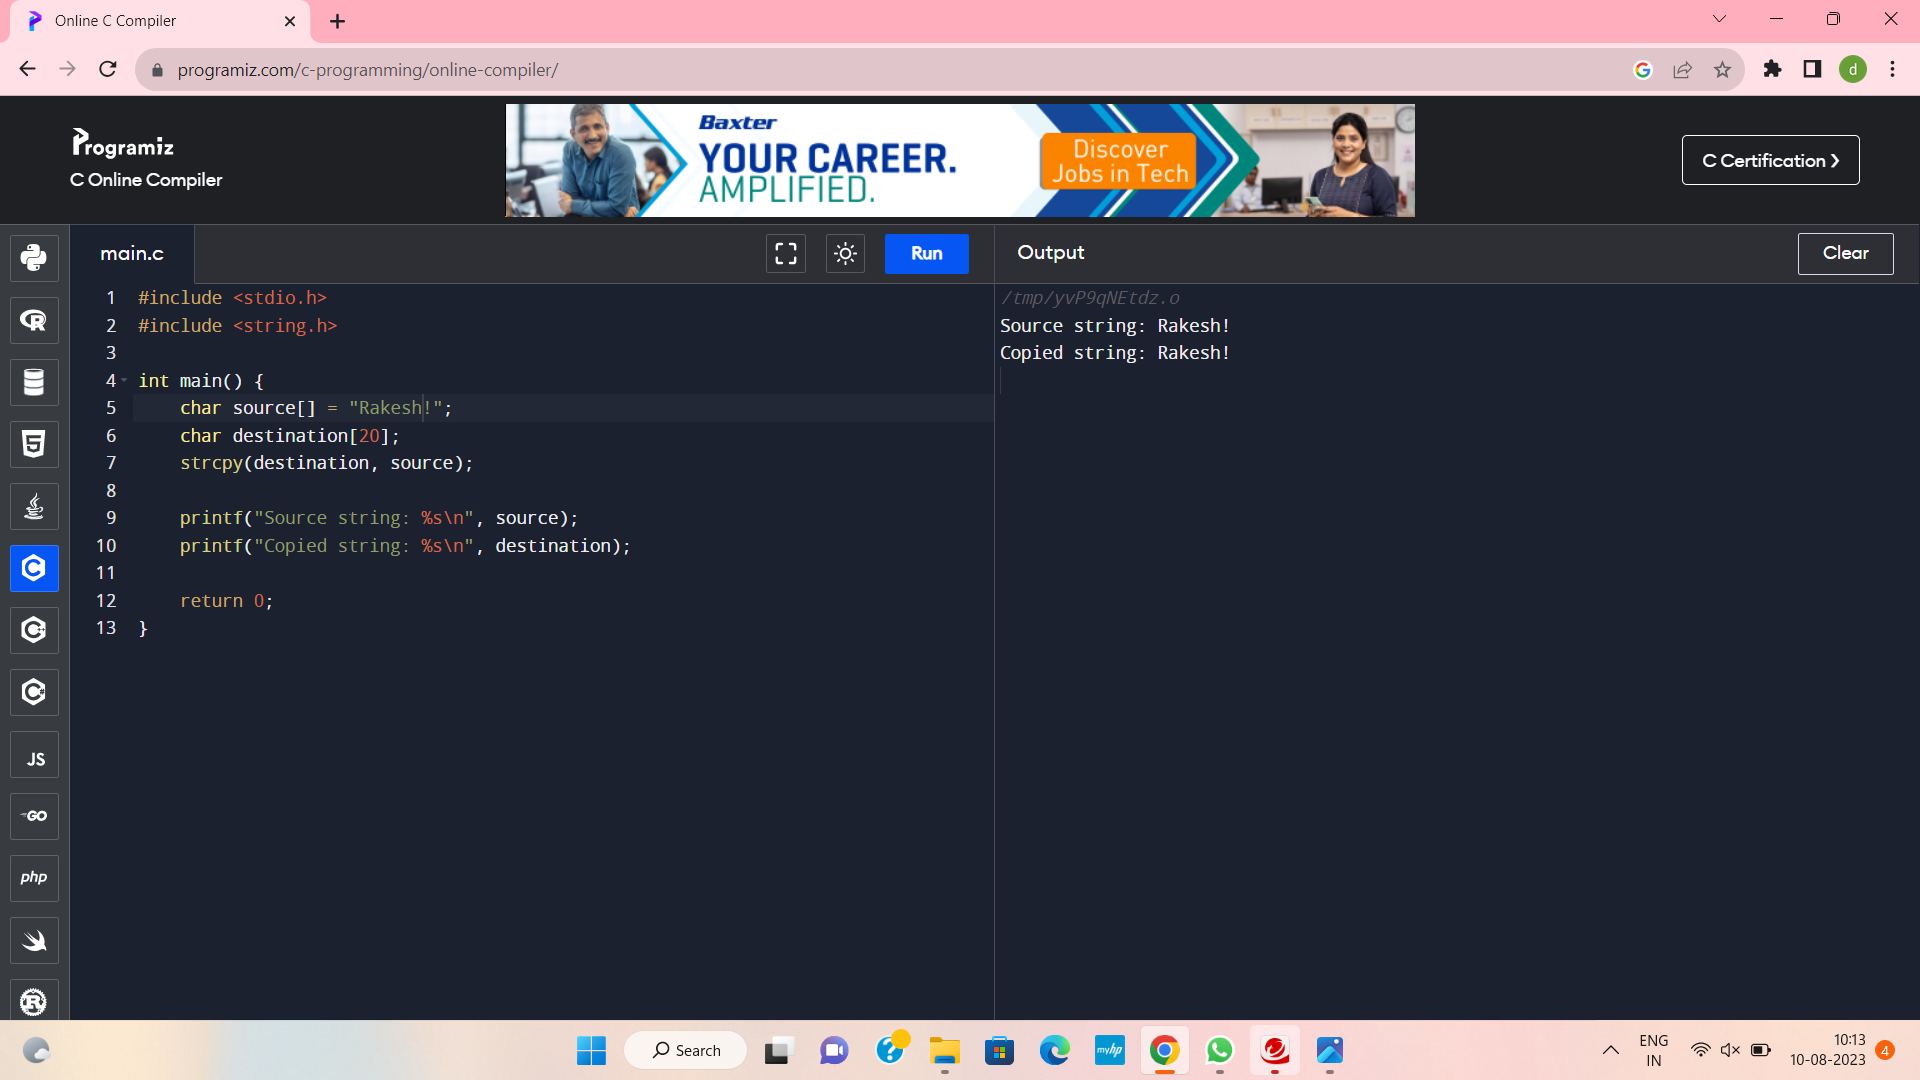 Online C Compiler
programiz.com/c-programming/online-compiler/
d
Programiz
C Online Compiler
Baxter
YOUR CAREER.
AMPLIFIED.
Discover
Jobs in Tech
C Certification ❯
main.c
Run
Output
Clear
1 #include <stdio.h>
2 #include <string.h>
3
4 int main() {
5     char source[] = "Rakesh!";
6     char destination[20];
7     strcpy(destination, source);
8
9     printf("Source string: %s\n", source);
10     printf("Copied string: %s\n", destination);
11
12     return 0;
13 }
/tmp/yvP9qNEtdz.o
Source string: Rakesh!
Copied string: Rakesh!
R
5
C
C
C
JS
GO
php
R
Search
myhp
ENG
IN
10:13
10-08-2023
4